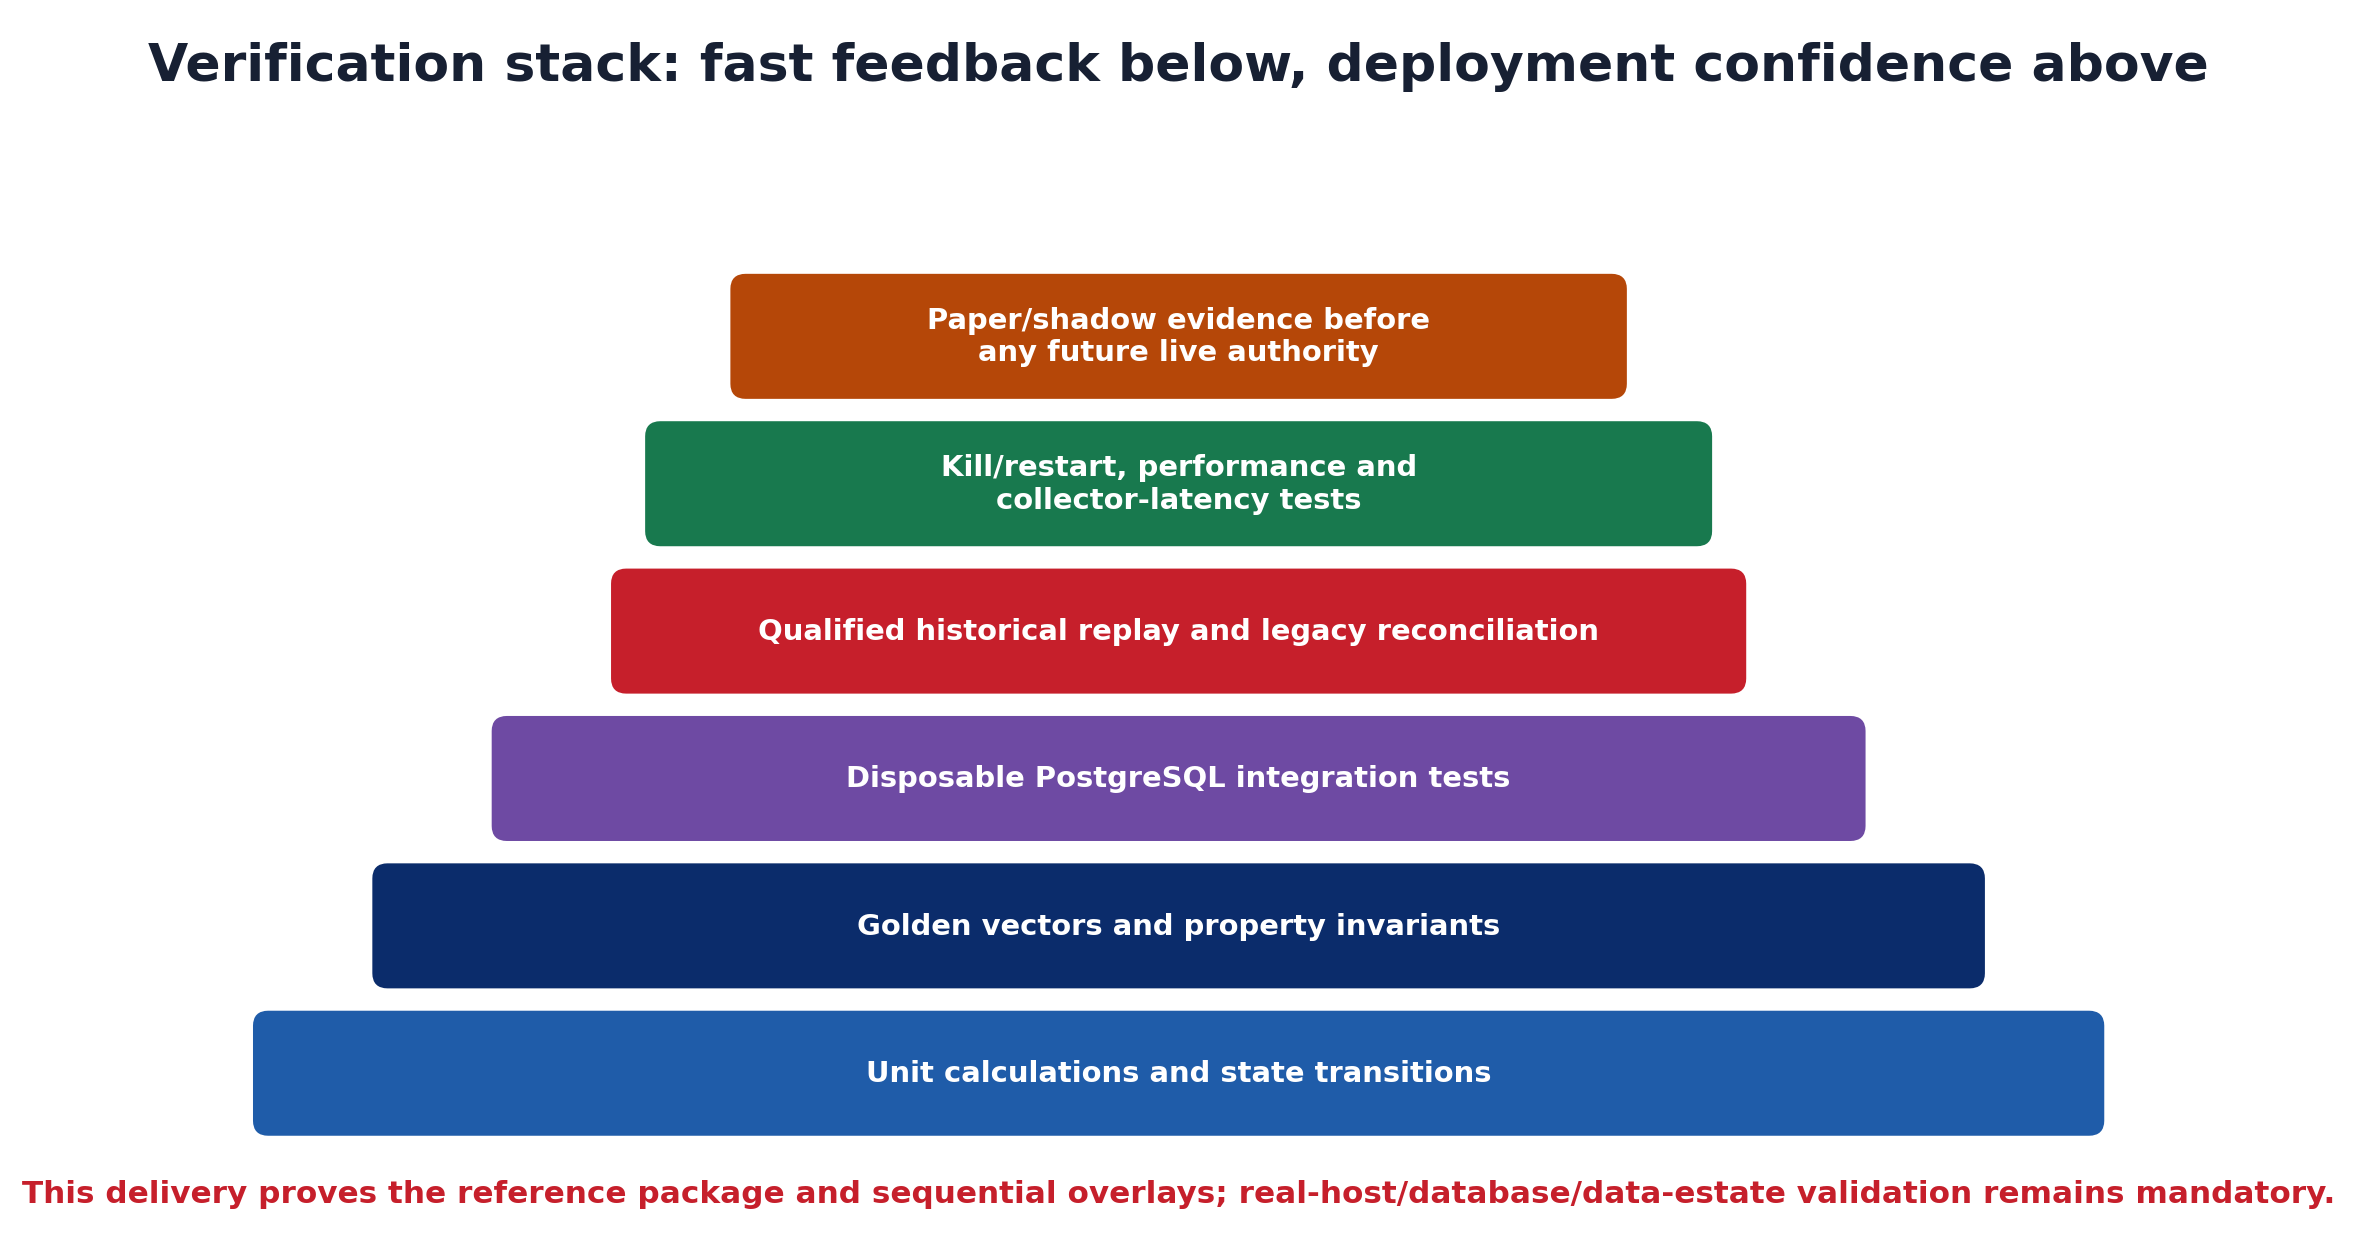 Verification stack: fast feedback below, deployment confidence above
Paper/shadow evidence before
any future live authority
Kill/restart, performance and
collector-latency tests
Qualified historical replay and legacy reconciliation
Disposable PostgreSQL integration tests
Golden vectors and property invariants
Unit calculations and state transitions
This delivery proves the reference package and sequential overlays; real-host/database/data-estate validation remains mandatory.